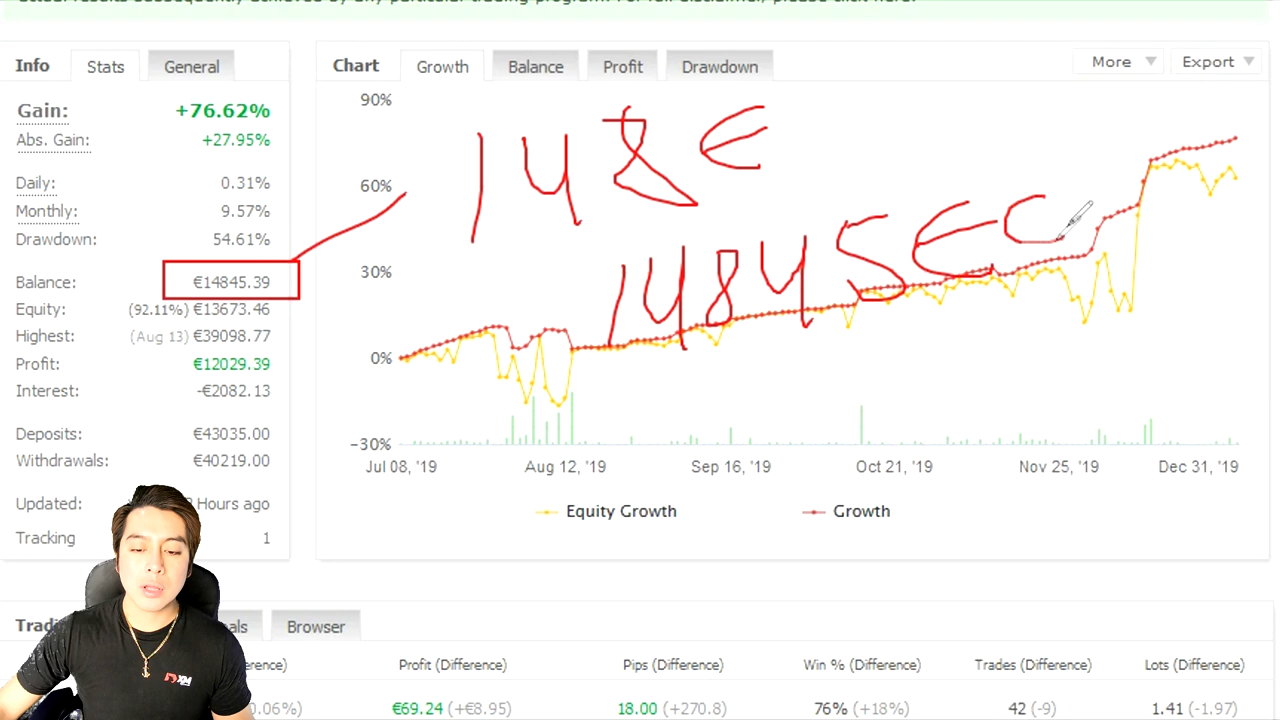 Info Stats General
Gain: +76.62%
Abs. Gain: +27.95%
Daily: 0.31%
Monthly: 9.57%
Drawdown: 54.61%
Balance: €14845.39
Equity: (92.11%) €13673.46
Highest: (Aug 13) €39098.77
Profit: €12029.39
Interest: -€2082.13
Deposits: €43035.00
Withdrawals: €40219.00
Updated: Hours ago
Tracking 1
Chart Growth Balance Profit Drawdown More Export
90%
60%
30%
0%
-30%
148€
1484SEC
Jul 08, '19 Aug 12, '19 Sep 16, '19 Oct 21, '19 Nov 25, '19 Dec 31, '19
Equity Growth Growth
Browser
Profit (Difference) Pips (Difference) Win % (Difference) Trades (Difference) Lots (Difference)
€69.24 (+€8.95) 18.00 (+270.8) 76% (+18%) 42 (-9) 1.41 (-1.97)
XM